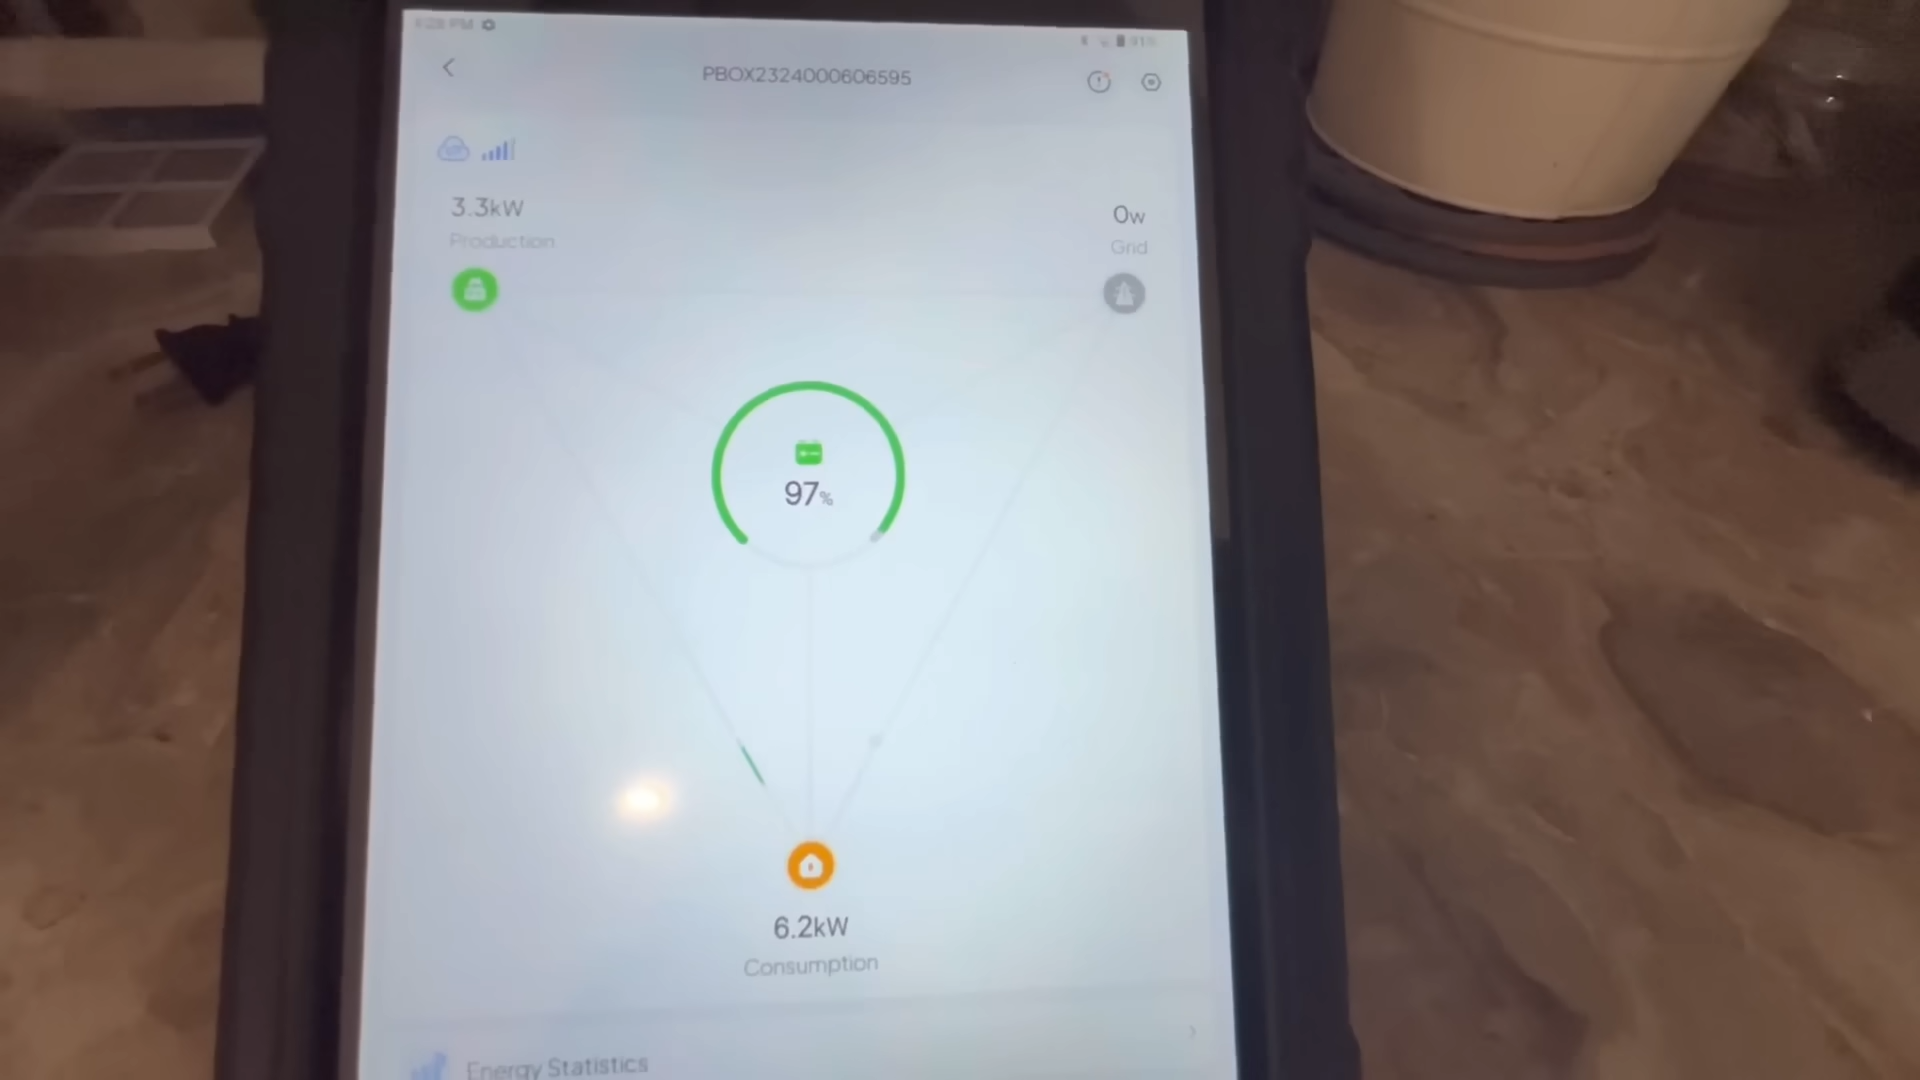 PBOX2324000606595
3.3kW
Production
0w
Grid
97%
6.2kW
Consumption
Energy Statistics